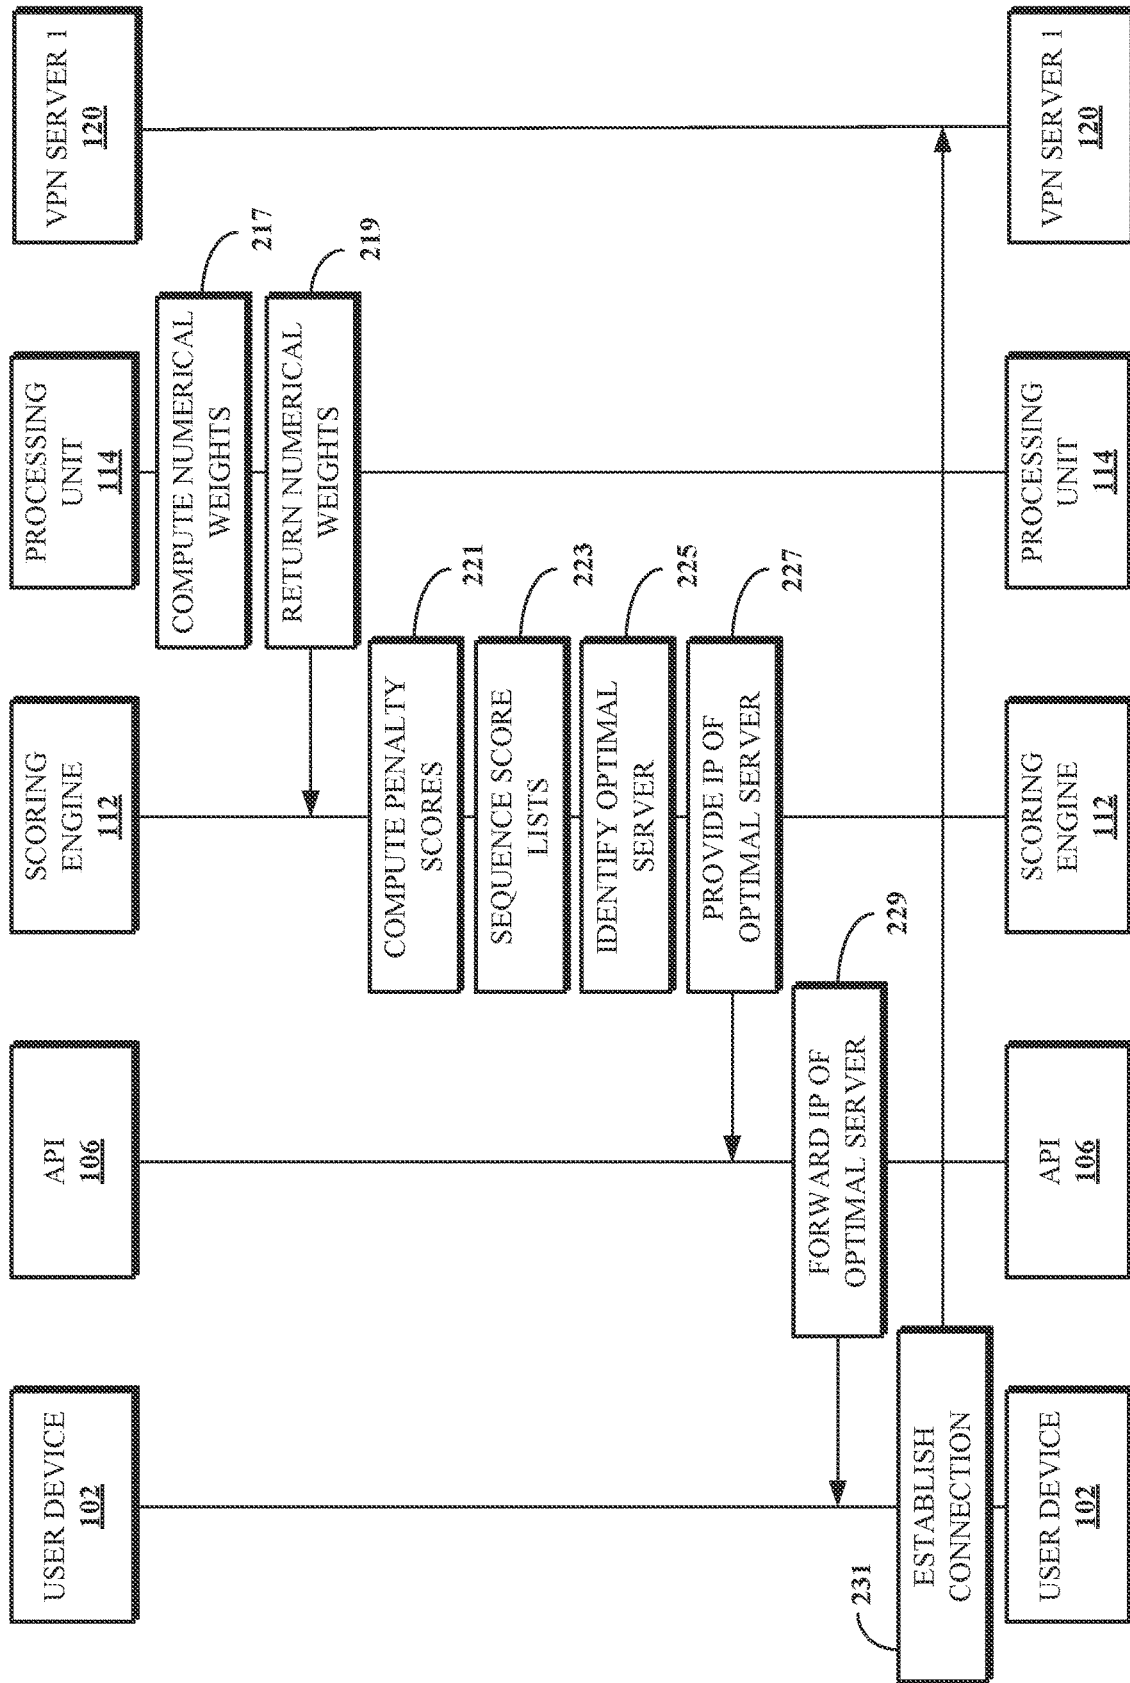 USER DEVICE
102
API
106
SCORING
ENGINE
112
PROCESSING
UNIT
114
VPN SERVER 1
120
COMPUTE NUMERICAL
WEIGHTS
217
RETURN NUMERICAL
WEIGHTS
219
COMPUTE PENALTY
SCORES
221
SEQUENCE SCORE
LISTS
223
IDENTIFY OPTIMAL
SERVER
225
PROVIDE IP OF
OPTIMAL SERVER
227
FORWARD IP OF
OPTIMAL SERVER
229
231
ESTABLISH
CONNECTION
USER DEVICE
102
API
106
SCORING
ENGINE
112
PROCESSING
UNIT
114
VPN SERVER 1
120